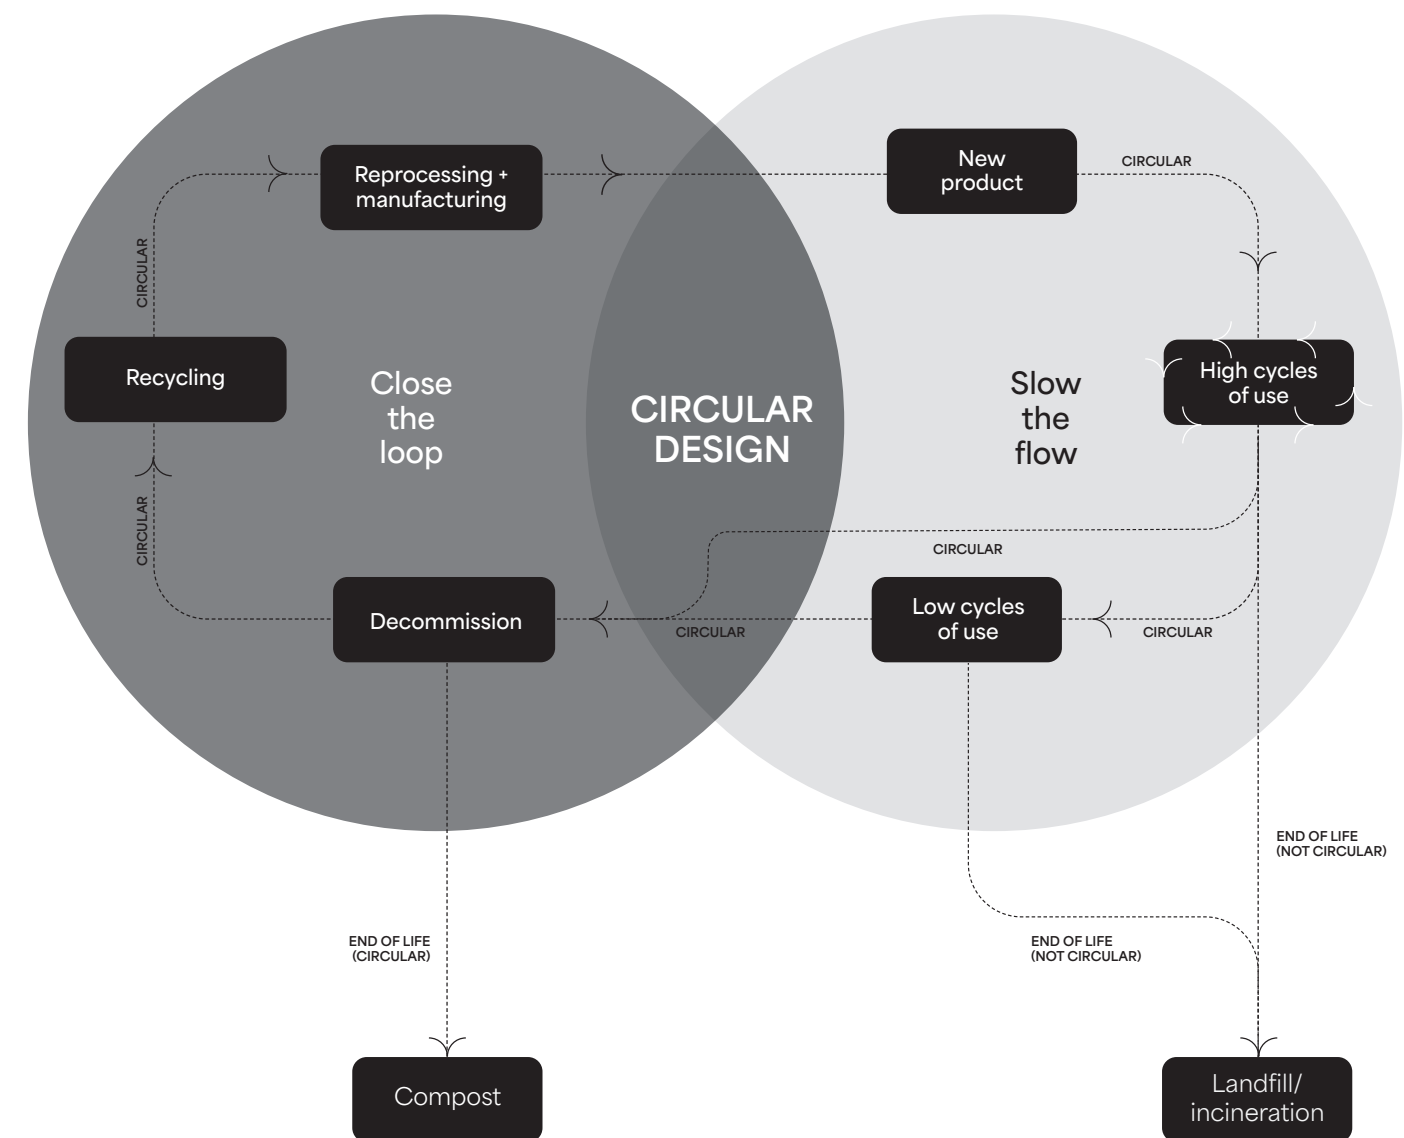 Reprocessing +
manufacturing
New
product
CIRCULAR
CIRCULAR
Recycling
Close
the
loop
CIRCULAR
DESIGN
Slow
the
flow
High cycles
of use
CIRCULAR
CIRCULAR
Decommission
CIRCULAR
Low cycles
of use
CIRCULAR
END OF LIFE
(NOT CIRCULAR)
END OF LIFE
(CIRCULAR)
END OF LIFE
(NOT CIRCULAR)
Compost
Landfill/
incineration